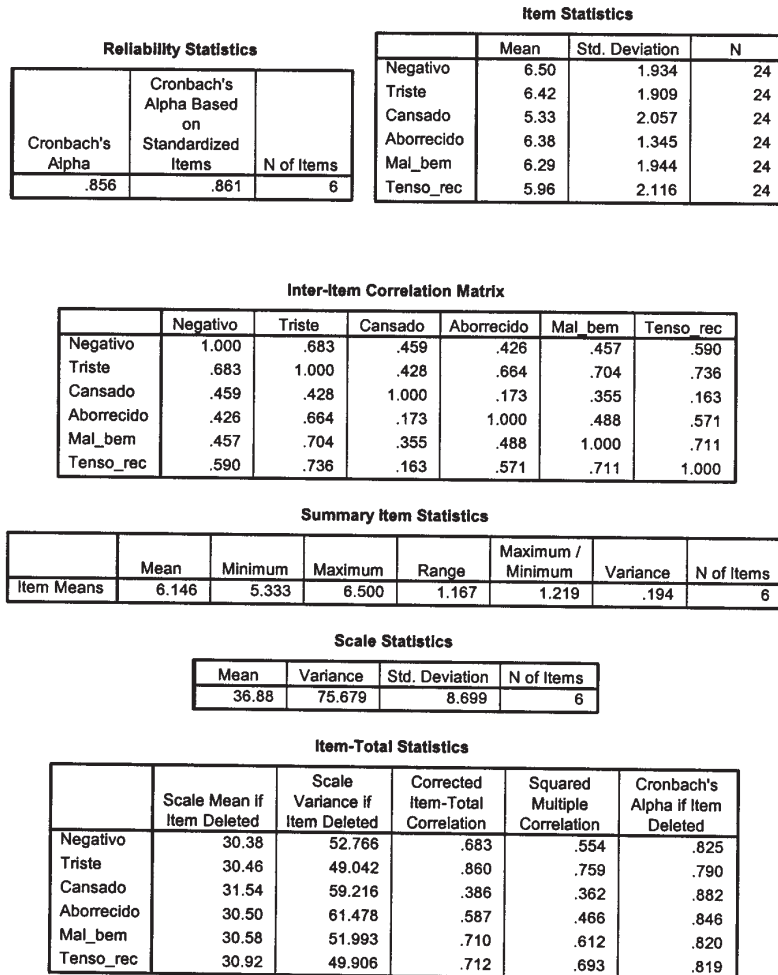 Reliability Statistics
Cronbach's Alpha | Cronbach's Alpha Based on Standardized Items | N of Items
.856 | .861 | 6
Item Statistics
Mean | Std. Deviation | N
Negativo | 6.50 | 1.934 | 24
Triste | 6.42 | 1.909 | 24
Cansado | 5.33 | 2.057 | 24
Aborrecido | 6.38 | 1.345 | 24
Mal_bem | 6.29 | 1.944 | 24
Tenso_rec | 5.96 | 2.116 | 24
Inter-Item Correlation Matrix
Negativo | Triste | Cansado | Aborrecido | Mal_bem | Tenso_rec
Negativo | 1.000 | .683 | .459 | .426 | .457 | .590
Triste | .683 | 1.000 | .428 | .664 | .704 | .736
Cansado | .459 | .428 | 1.000 | .173 | .355 | .163
Aborrecido | .426 | .664 | .173 | 1.000 | .488 | .571
Mal_bem | .457 | .704 | .355 | .488 | 1.000 | .711
Tenso_rec | .590 | .736 | .163 | .571 | .711 | 1.000
Summary Item Statistics
Mean | Minimum | Maximum | Range | Maximum / Minimum | Variance | N of Items
Item Means | 6.146 | 5.333 | 6.500 | 1.167 | 1.219 | .194 | 6
Scale Statistics
Mean | Variance | Std. Deviation | N of Items
36.88 | 75.679 | 8.699 | 6
Item-Total Statistics
Scale Mean if Item Deleted | Scale Variance if Item Deleted | Corrected Item-Total Correlation | Squared Multiple Correlation | Cronbach's Alpha if Item Deleted
Negativo | 30.38 | 52.766 | .683 | .554 | .825
Triste | 30.46 | 49.042 | .860 | .759 | .790
Cansado | 31.54 | 59.216 | .386 | .362 | .882
Aborrecido | 30.50 | 61.478 | .587 | .466 | .846
Mal_bem | 30.58 | 51.993 | .710 | .612 | .820
Tenso_rec | 30.92 | 49.906 | .712 | .693 | .819